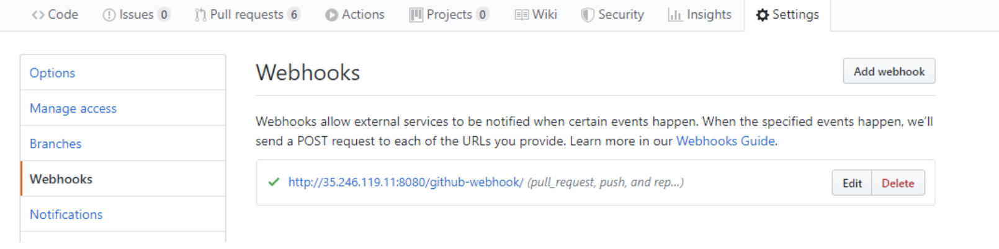 Code Issues 0 Pull requests 6 Actions Projects 0 Wiki Security Insights Settings
Options
Manage access
Branches
Webhooks
Notifications
Webhooks Add webhook
Webhooks allow external services to be notified when certain events happen. When the specified events happen, we'll
send a POST request to each of the URLs you provide. Learn more in our Webhooks Guide.
http://35.246.119.11:8080/github-webhook/ (pull_request, push, and rep...) Edit Delete